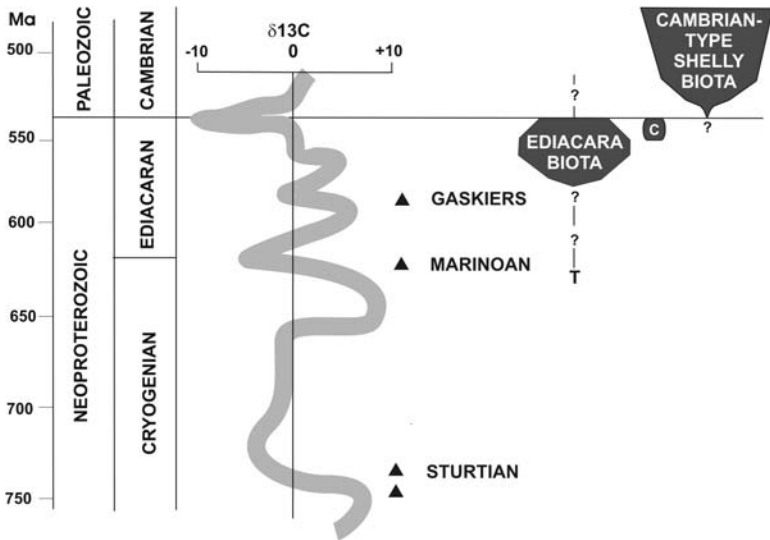 Ma
500
550
600
650
700
750
PALEOZOIC
NEOPROTEROZOIC
CAMBRIAN
EDIACARAN
CRYOGENIAN
δ13C
-10 0 +10
GASKIERS
MARINOAN
STURTIAN
?
EDIACARA
BIOTA
?
?
T
C
CAMBRIAN-
TYPE
SHELLY
BIOTA
?